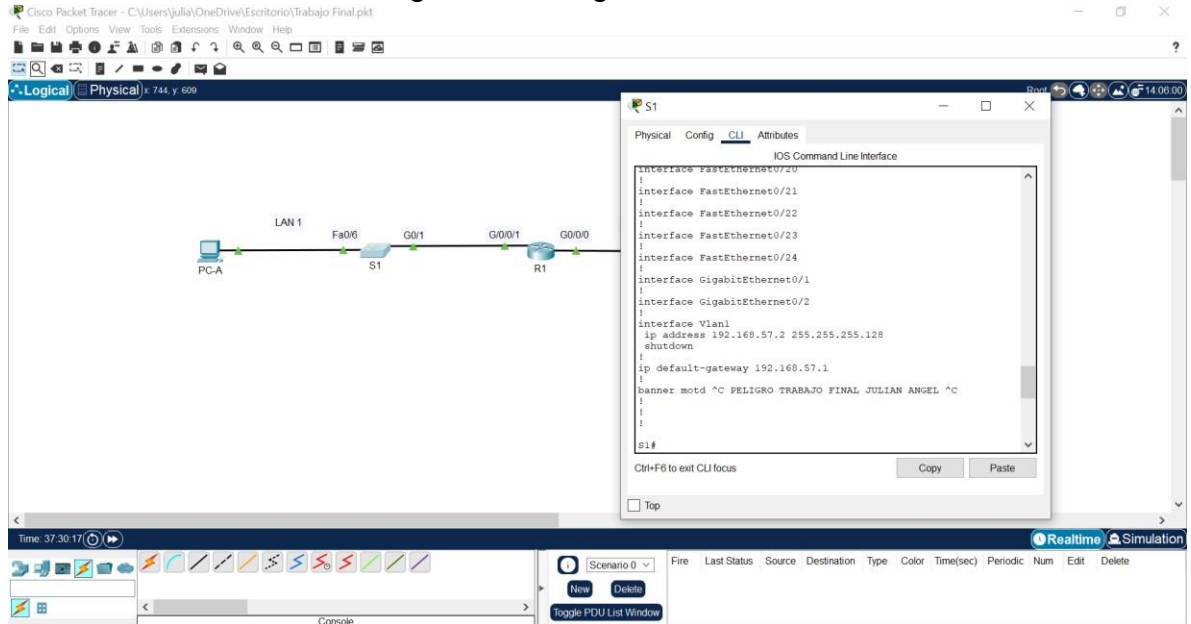 Cisco Packet Tracer - C:\Users\julia\OneDrive\Escritorio\Trabajo Final.pkt
File Edit Options View Tools Extensions Window Help
?
Logical Physical x: 744, y: 609
Root 14:06:00
LAN 1
Fa0/6 G0/1 G/0/0/1 G0/0/0
PC-A S1 R1
S1
Physical Config CLI Attributes
IOS Command Line Interface
interface FastEthernet0/20
!
interface FastEthernet0/21
!
interface FastEthernet0/22
!
interface FastEthernet0/23
!
interface FastEthernet0/24
!
interface GigabitEthernet0/1
!
interface GigabitEthernet0/2
!
interface Vlan1
ip address 192.168.57.2 255.255.255.128
shutdown
!
ip default-gateway 192.168.57.1
!
banner motd ^C PELIGRO TRABAJO FINAL JULIAN ANGEL ^C
!
!
!
S1#
Ctrl+F6 to exit CLI focus
Copy Paste
Top
Time: 37:30:17
Realtime Simulation
Scenario 0
New Delete
Toggle PDU List Window
Fire Last Status Source Destination Type Color Time(sec) Periodic Num Edit Delete
Console